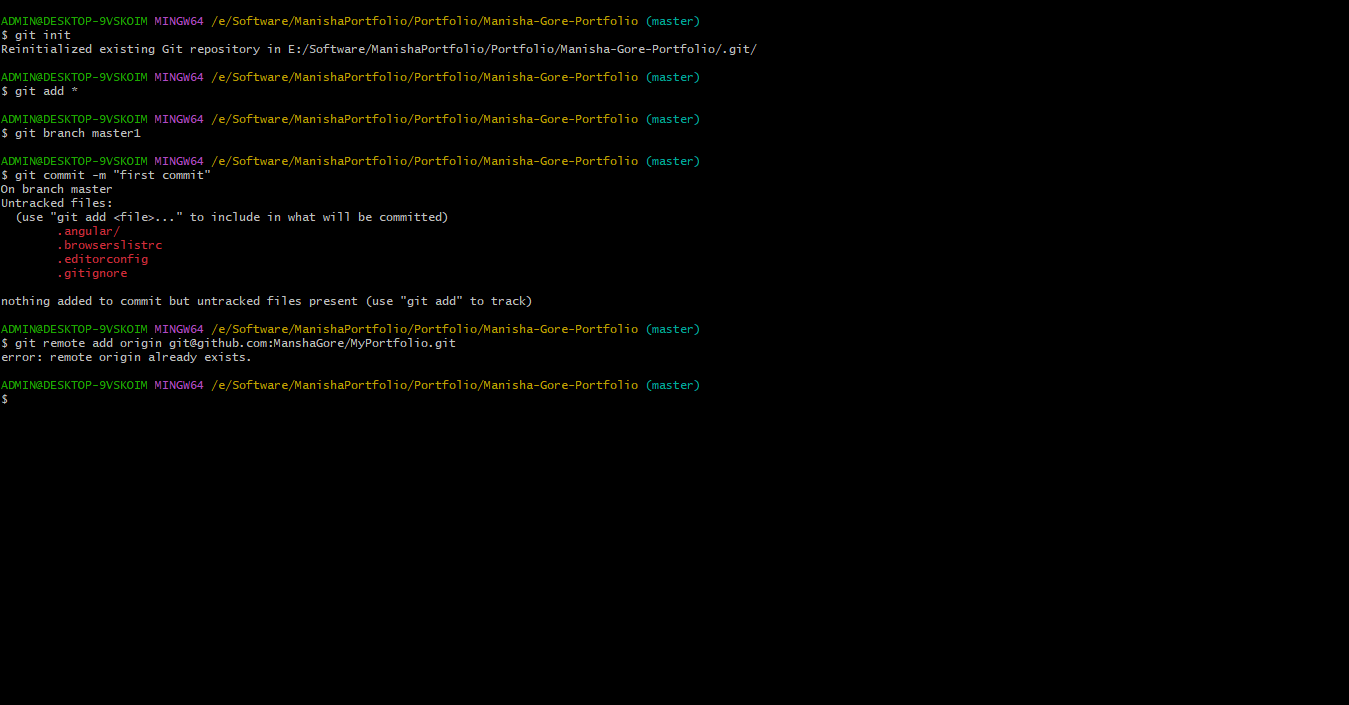 ADMIN@DESKTOP-9VSKOIM MINGW64 /e/Software/ManishaPortfolio/Portfolio/Manisha-Gore-Portfolio (master)
$ git init
Reinitialized existing Git repository in E:/Software/ManishaPortfolio/Portfolio/Manisha-Gore-Portfolio/.git/
ADMIN@DESKTOP-9VSKOIM MINGW64 /e/Software/ManishaPortfolio/Portfolio/Manisha-Gore-Portfolio (master)
$ git add *
ADMIN@DESKTOP-9VSKOIM MINGW64 /e/Software/ManishaPortfolio/Portfolio/Manisha-Gore-Portfolio (master)
$ git branch master1
ADMIN@DESKTOP-9VSKOIM MINGW64 /e/Software/ManishaPortfolio/Portfolio/Manisha-Gore-Portfolio (master)
$ git commit -m "first commit"
On branch master
Untracked files:
(use "git add <file>..." to include in what will be committed)
.angular/
.browserslistrc
.editorconfig
.gitignore
nothing added to commit but untracked files present (use "git add" to track)
ADMIN@DESKTOP-9VSKOIM MINGW64 /e/Software/ManishaPortfolio/Portfolio/Manisha-Gore-Portfolio (master)
$ git remote add origin git@github.com:ManshaGore/MyPortfolio.git
error: remote origin already exists.
ADMIN@DESKTOP-9VSKOIM MINGW64 /e/Software/ManishaPortfolio/Portfolio/Manisha-Gore-Portfolio (master)
$